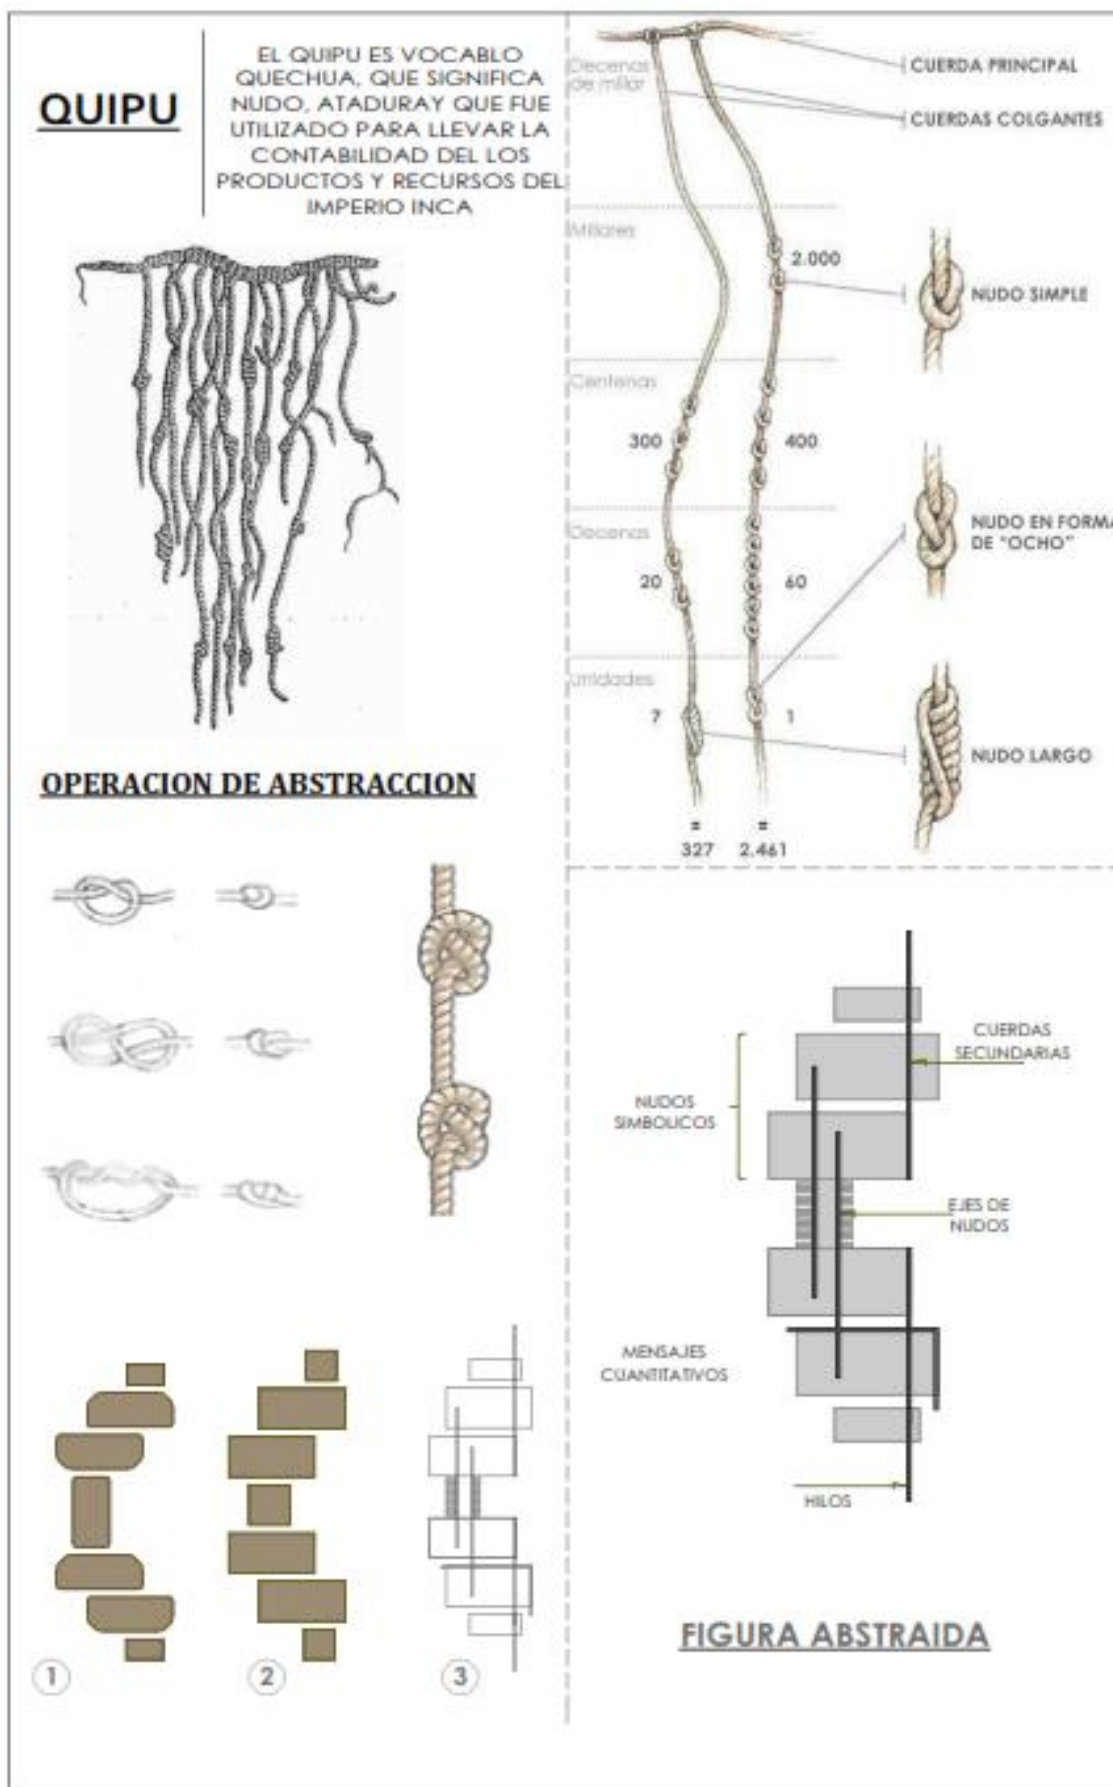 QUIPU
EL QUIPU ES VOCABLO
QUECHUA, QUE SIGNIFICA
NUDO, ATADURAY QUE FUE
UTILIZADO PARA LLEVAR LA
CONTABILIDAD DEL LOS
PRODUCTOS Y RECURSOS DEL
IMPERIO INCA
Decenas
de millar
CUERDA PRINCIPAL
CUERDAS COLGANTES
Millares
2.000
NUDO SIMPLE
Centenas
300
400
NUDO EN FORMA
DE "OCHO"
Decenas
20
60
unidades
7
1
NUDO LARGO
=
=
327
2.461
OPERACION DE ABSTRACCION
1
2
3
CUERDAS
SECUNDARIAS
NUDOS
SIMBOLICOS
EJES DE
NUDOS
MENSAJES
CUANTITATIVOS
HILOS
FIGURA ABSTRAIDA